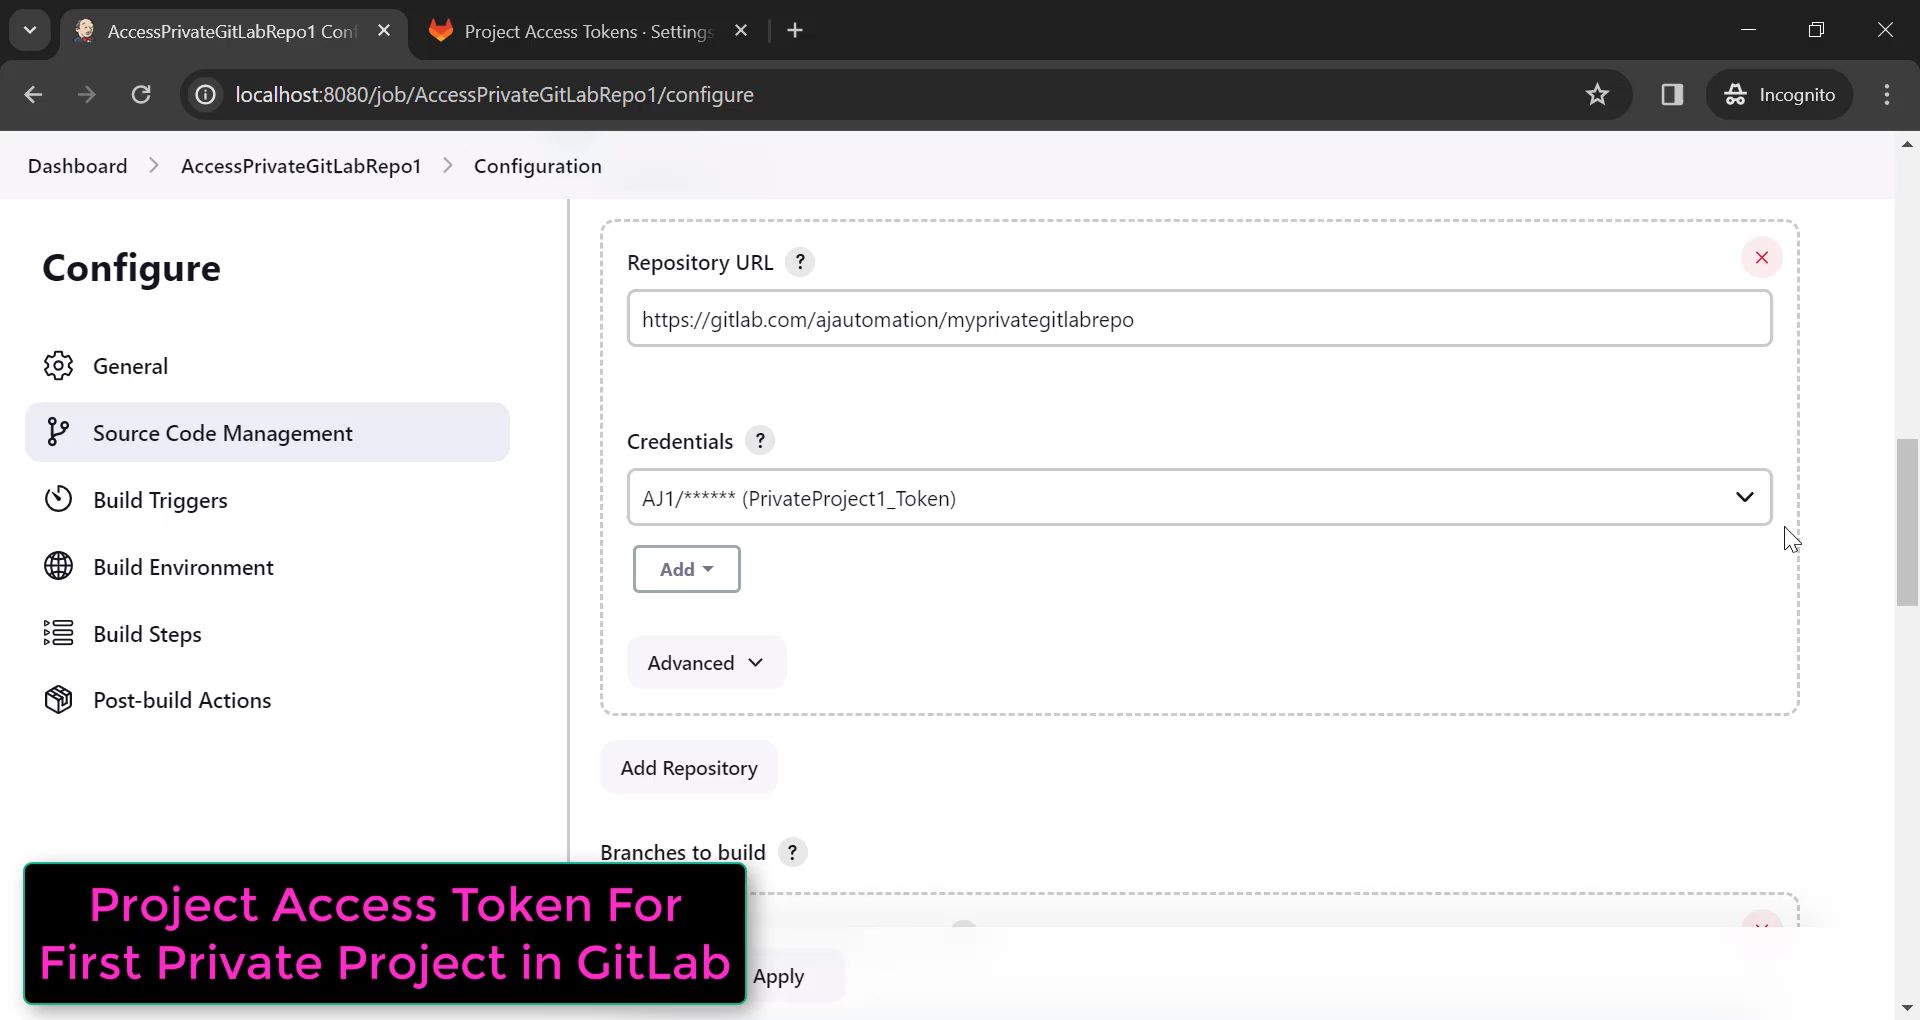 AccessPrivateGitLabRepo1 Conf
Project Access Tokens · Settings
localhost:8080/job/AccessPrivateGitLabRepo1/configure
Incognito
Dashboard
AccessPrivateGitLabRepo1
Configuration
Configure
General
Source Code Management
Build Triggers
Build Environment
Build Steps
Post-build Actions
Repository URL ?
https://gitlab.com/ajautomation/myprivategitlabrepo
Credentials ?
AJ1/****** (PrivateProject1_Token)
Add
Advanced
Add Repository
Branches to build ?
Apply
Project Access Token For
First Private Project in GitLab